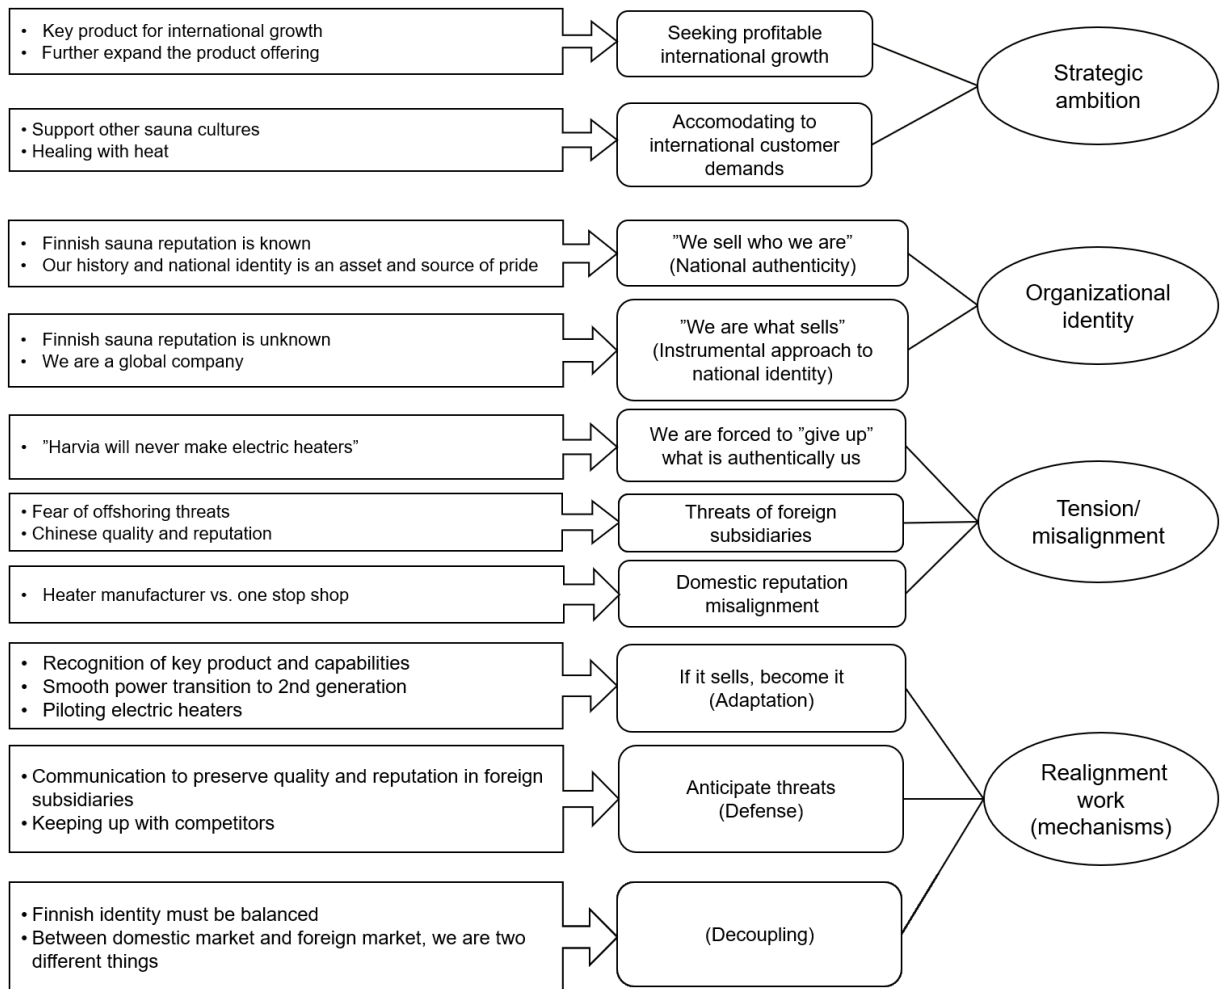 • Key product for international growth
• Further expand the product offering
Seeking profitable
international growth
Strategic
ambition
• Support other sauna cultures
• Healing with heat
Accomodating to
international customer
demands
• Finnish sauna reputation is known
• Our history and national identity is an asset and source of pride
”We sell who we are”
(National authenticity)
Organizational
identity
• Finnish sauna reputation is unknown
• We are a global company
”We are what sells”
(Instrumental approach to
national identity)
• ”Harvia will never make electric heaters”
We are forced to ”give up”
what is authentically us
• Fear of offshoring threats
• Chinese quality and reputation
Threats of foreign
subsidiaries
Tension/
misalignment
• Heater manufacturer vs. one stop shop
Domestic reputation
misalignment
• Recognition of key product and capabilities
• Smooth power transition to 2nd generation
• Piloting electric heaters
If it sells, become it
(Adaptation)
• Communication to preserve quality and reputation in foreign
subsidiaries
• Keeping up with competitors
Anticipate threats
(Defense)
Realignment
work
(mechanisms)
• Finnish identity must be balanced
• Between domestic market and foreign market, we are two
different things
(Decoupling)